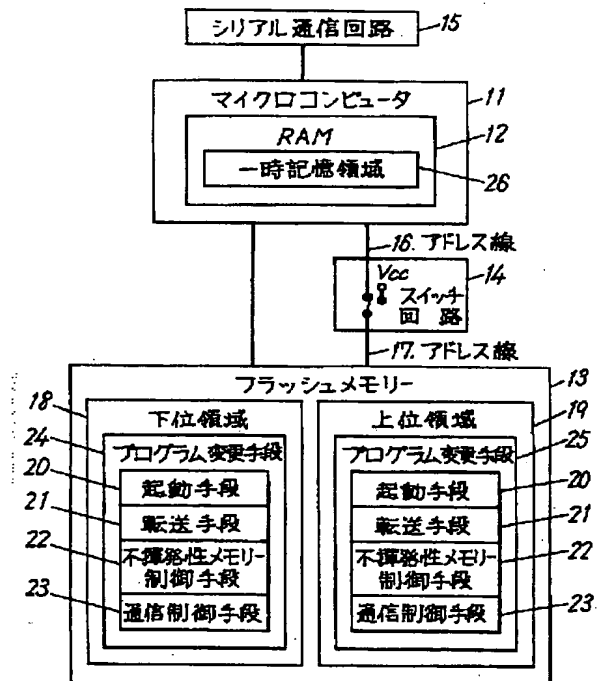 シリアル通信回路
15
マイクロコンピュータ
11
RAM
12
一時記憶領域
26
16. アドレス線
Vcc
14
スイッチ
回路
17. アドレス線
フラッシュメモリー
13
18
下位領域
上位領域
19
24
プログラム変更手段
プログラム変更手段
25
20
起動手段
起動手段
20
21
転送手段
転送手段
21
22
不揮発性メモリー
制御手段
不揮発性メモリー
制御手段
22
23
通信制御手段
通信制御手段
23